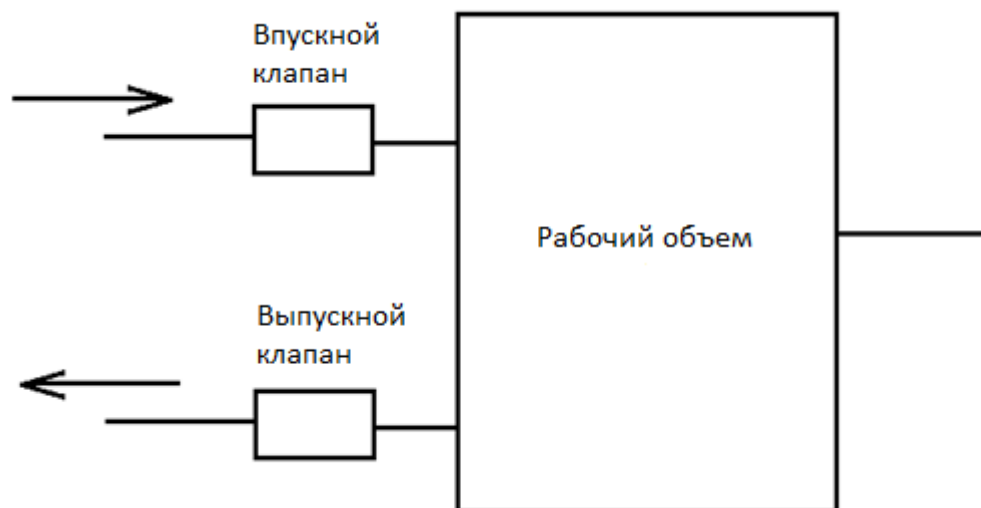 Впускной
клапан
Рабочий объем
Выпускной
клапан